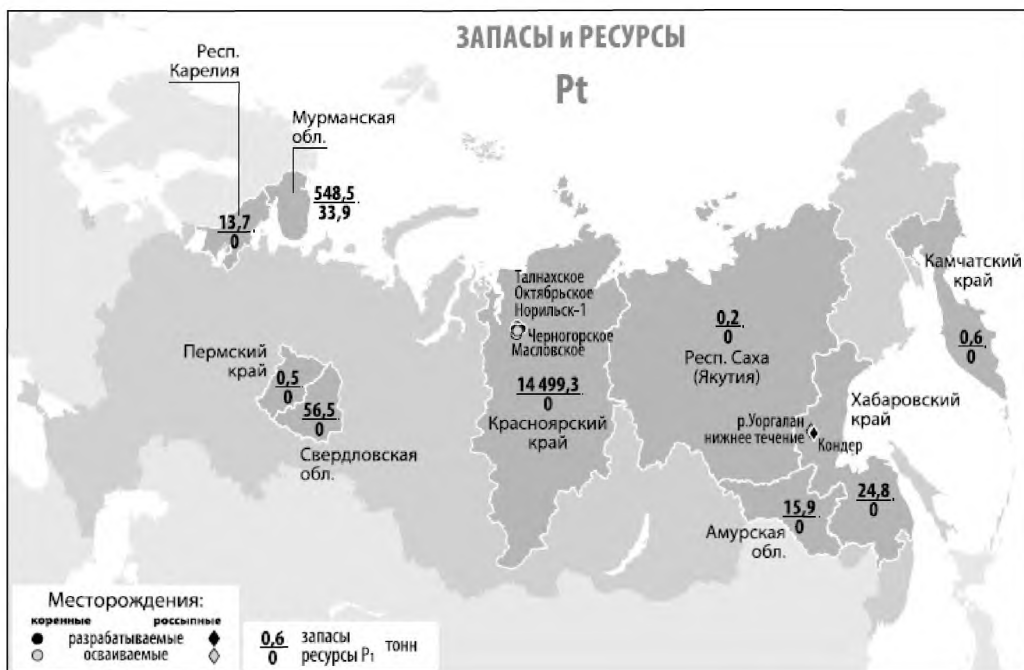 ЗАПАСЫ и РЕСУРСЫ
Pt
Респ.
Карелия
Мурманская
обл.
548,5
33,9
13,7
0
Талнахское
Октябрьское
Норильск-1
Черногорское
Масловское
14 499,3
0
Красноярский
край
0,2
0
Респ. Саха
(Якутия)
Камчатский
край
0,6
0
Пермский
край
0,5
0
56,5
0
Свердловская
обл.
Хабаровский
край
р.Уоргалан
нижнее течение
Кондер
24,8
0
15,9
0
Амурская
обл.
Месторождения:
коренные россыпные
разрабатываемые
осваиваемые
0,6 запасы
0 ресурсы P₁
тонн